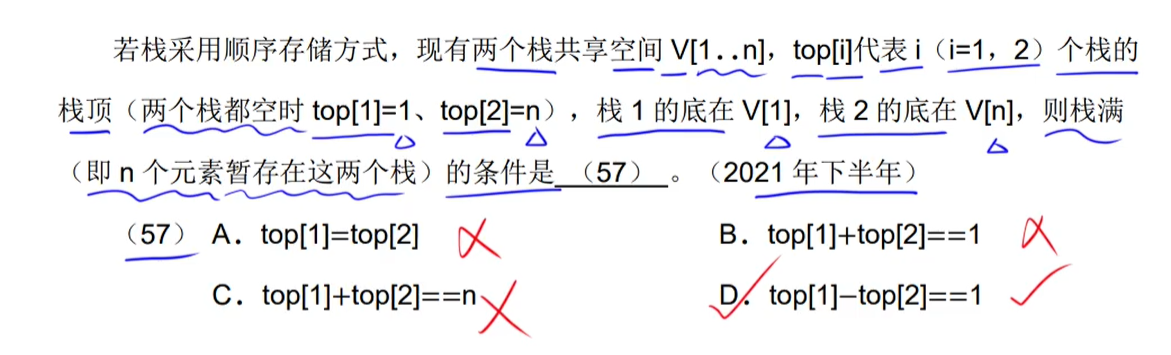 若栈采用顺序存储方式，现有两个栈共享空间 V[1..n]，top[i]代表 i（i=1，2）个栈的
栈顶（两个栈都空时 top[1]=1、top[2]=n），栈 1 的底在 V[1]，栈 2 的底在 V[n]，则栈满
（即 n 个元素暂存在这两个栈）的条件是 （57） 。（2021 年下半年）
（57） A．top[1]=top[2] B．top[1]+top[2]==1
C．top[1]+top[2]==n D．top[1]−top[2]==1